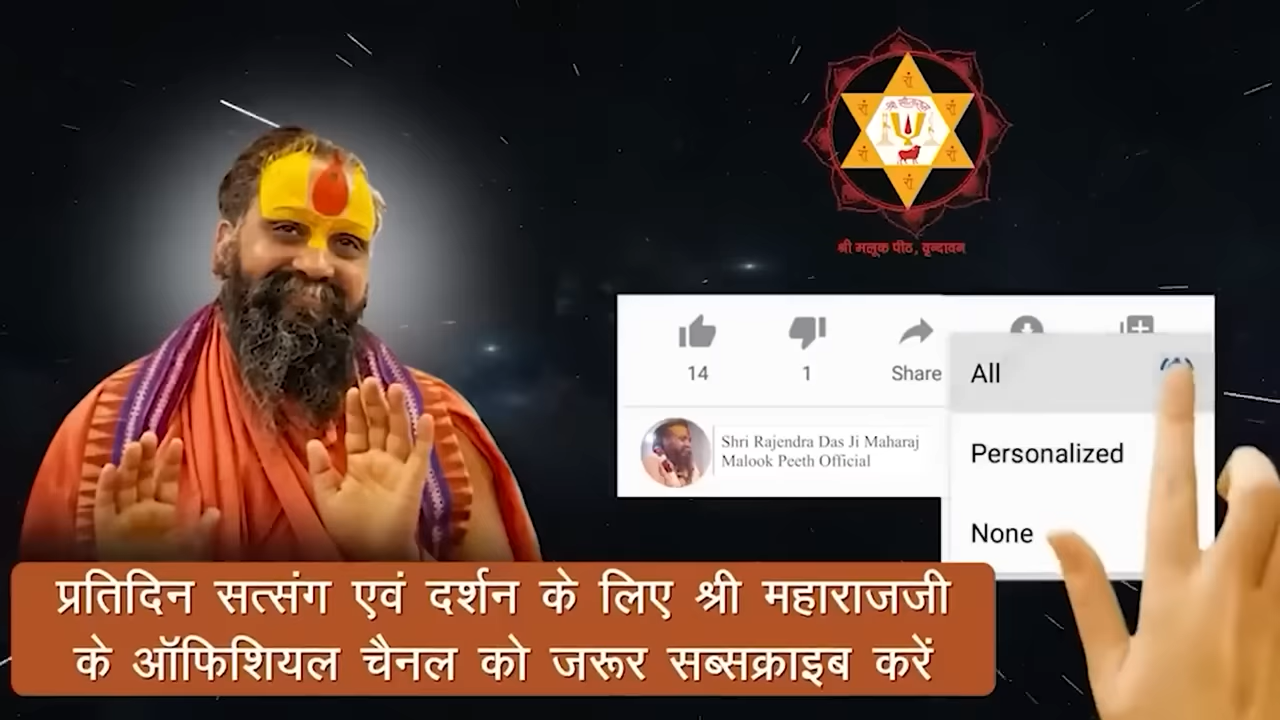 रां
रां
रां
श्री सीताराम
रां
रां
रां
श्री मलूक पीठ, वृन्दावन
14
1
Share
All
Shri Rajendra Das Ji Maharaj
Malook Peeth Official
Personalized
None
प्रतिदिन सत्संग एवं दर्शन के लिए श्री महाराजजी
के ऑफिशियल चैनल को जरूर सब्सक्राइब करें